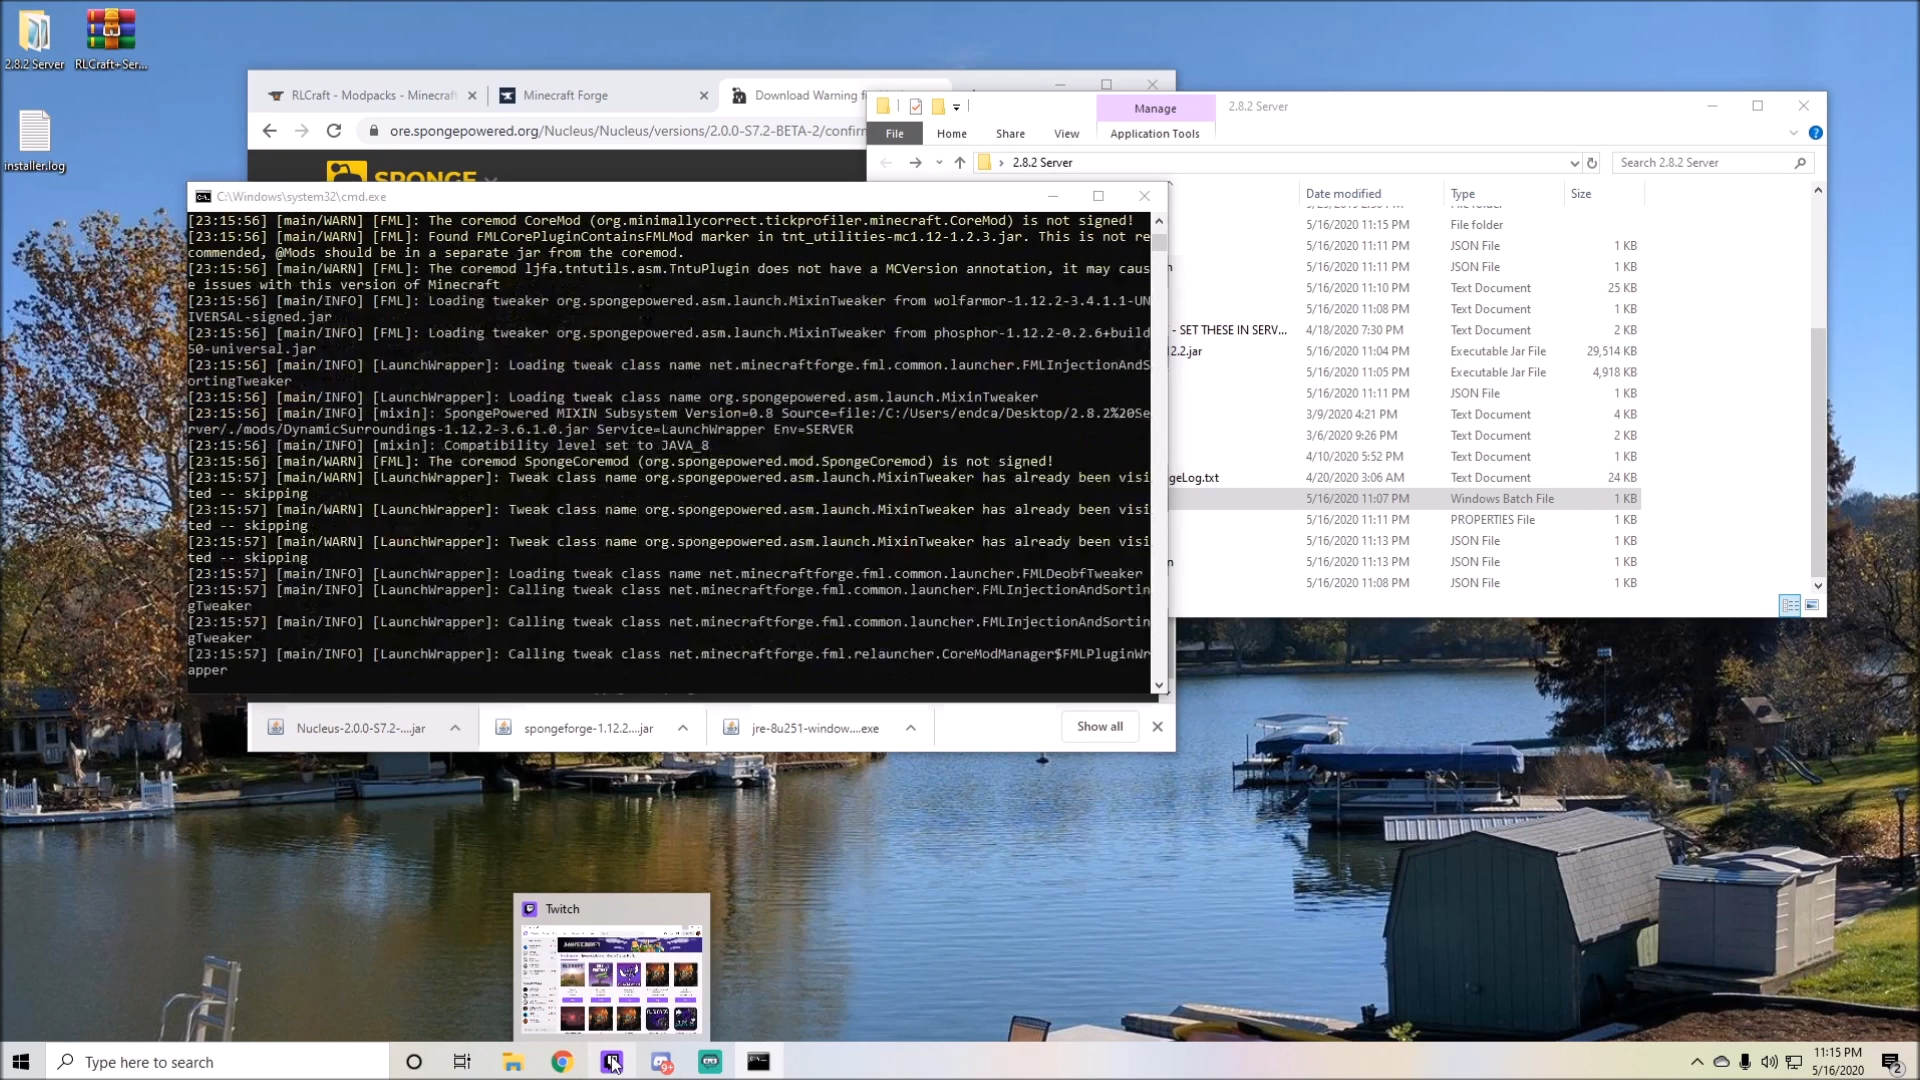 2.8.2 Server
RLCraft+Ser...
installer.log
RLCraft - Modpacks - Minecraft
Minecraft Forge
Download Warning f
ore.spongepowered.org/Nucleus/Nucleus/versions/2.0.0-S7.2-BETA-2/confirm
SPONGE
Manage
2.8.2 Server
File
Home
Share
View
Application Tools
2.8.2 Server
Search 2.8.2 Server
Date modified
Type
Size
5/16/2020 11:15 PM File folder
5/16/2020 11:11 PM JSON File 1 KB
5/16/2020 11:11 PM JSON File 1 KB
5/16/2020 11:10 PM Text Document 25 KB
5/16/2020 11:08 PM Text Document 1 KB
- SET THESE IN SERV... 4/18/2020 7:30 PM Text Document 2 KB
12.2.jar 5/16/2020 11:04 PM Executable Jar File 29,514 KB
5/16/2020 11:05 PM Executable Jar File 4,918 KB
5/16/2020 11:11 PM JSON File 1 KB
3/9/2020 4:21 PM Text Document 4 KB
3/6/2020 9:26 PM Text Document 2 KB
4/10/2020 5:52 PM Text Document 1 KB
geLog.txt 4/20/2020 3:06 AM Text Document 24 KB
5/16/2020 11:07 PM Windows Batch File 1 KB
5/16/2020 11:11 PM PROPERTIES File 1 KB
5/16/2020 11:13 PM JSON File 1 KB
5/16/2020 11:13 PM JSON File 1 KB
5/16/2020 11:08 PM JSON File 1 KB
C:\Windows\system32\cmd.exe
[23:15:56] [main/WARN] [FML]: The coremod CoreMod (org.minimallycorrect.tickprofiler.minecraft.CoreMod) is not signed!
[23:15:56] [main/WARN] [FML]: Found FMLCorePluginContainsFMLMod marker in tnt_utilities-mc1.12-1.2.3.jar. This is not re
commended, @Mods should be in a separate jar from the coremod.
[23:15:56] [main/WARN] [FML]: The coremod ljfa.tntutils.asm.TntuPlugin does not have a MCVersion annotation, it may caus
e issues with this version of Minecraft
[23:15:56] [main/INFO] [FML]: Loading tweaker org.spongepowered.asm.launch.MixinTweaker from wolfarmor-1.12.2-3.4.1.1-UN
IVERSAL-signed.jar
[23:15:56] [main/INFO] [FML]: Loading tweaker org.spongepowered.asm.launch.MixinTweaker from phosphor-1.12.2-0.2.6+build
50-universal.jar
[23:15:56] [main/INFO] [LaunchWrapper]: Loading tweak class name net.minecraftforge.fml.common.launcher.FMLInjectionAndS
ortingTweaker
[23:15:56] [main/INFO] [LaunchWrapper]: Loading tweak class name org.spongepowered.asm.launch.MixinTweaker
[23:15:56] [main/INFO] [mixin]: SpongePowered MIXIN Subsystem Version=0.8 Source=file:/C:/Users/endca/Desktop/2.8.2%20Se
rver/./mods/DynamicSurroundings-1.12.2-3.6.1.0.jar Service=LaunchWrapper Env=SERVER
[23:15:56] [main/INFO] [mixin]: Compatibility level set to JAVA_8
[23:15:56] [main/WARN] [FML]: The coremod SpongeCoremod (org.spongepowered.mod.SpongeCoremod) is not signed!
[23:15:57] [main/WARN] [LaunchWrapper]: Tweak class name org.spongepowered.asm.launch.MixinTweaker has already been visi
ted -- skipping
[23:15:57] [main/WARN] [LaunchWrapper]: Tweak class name org.spongepowered.asm.launch.MixinTweaker has already been visi
ted -- skipping
[23:15:57] [main/WARN] [LaunchWrapper]: Tweak class name org.spongepowered.asm.launch.MixinTweaker has already been visi
ted -- skipping
[23:15:57] [main/INFO] [LaunchWrapper]: Loading tweak class name net.minecraftforge.fml.common.launcher.FMLDeobfTweaker
[23:15:57] [main/INFO] [LaunchWrapper]: Calling tweak class net.minecraftforge.fml.common.launcher.FMLInjectionAndSortin
gTweaker
[23:15:57] [main/INFO] [LaunchWrapper]: Calling tweak class net.minecraftforge.fml.common.launcher.FMLInjectionAndSortin
gTweaker
[23:15:57] [main/INFO] [LaunchWrapper]: Calling tweak class net.minecraftforge.fml.relauncher.CoreModManager$FMLPluginWr
apper
Nucleus-2.0.0-S7.2-....jar
spongeforge-1.12.2....jar
jre-8u251-window....exe
Show all
Twitch
Type here to search
9+
11:15 PM
5/16/2020
2